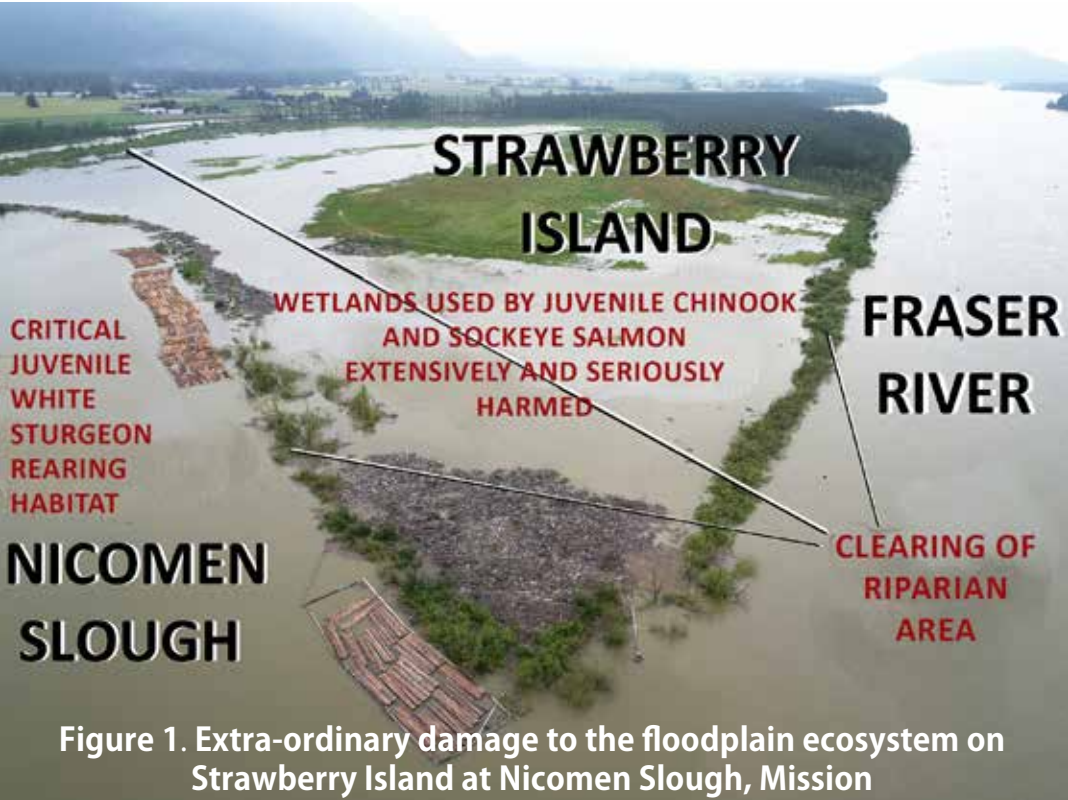 STRAWBERRY
ISLAND
WETLANDS USED BY JUVENILE CHINOOK
AND SOCKEYE SALMON
EXTENSIVELY AND SERIOUSLY
HARMED
FRASER
RIVER
CRITICAL
JUVENILE
WHITE
STURGEON
REARING
HABITAT
NICOMEN
SLOUGH
CLEARING OF
RIPARIAN
AREA
Figure 1. Extra-ordinary damage to the floodplain ecosystem on
Strawberry Island at Nicomen Slough, Mission